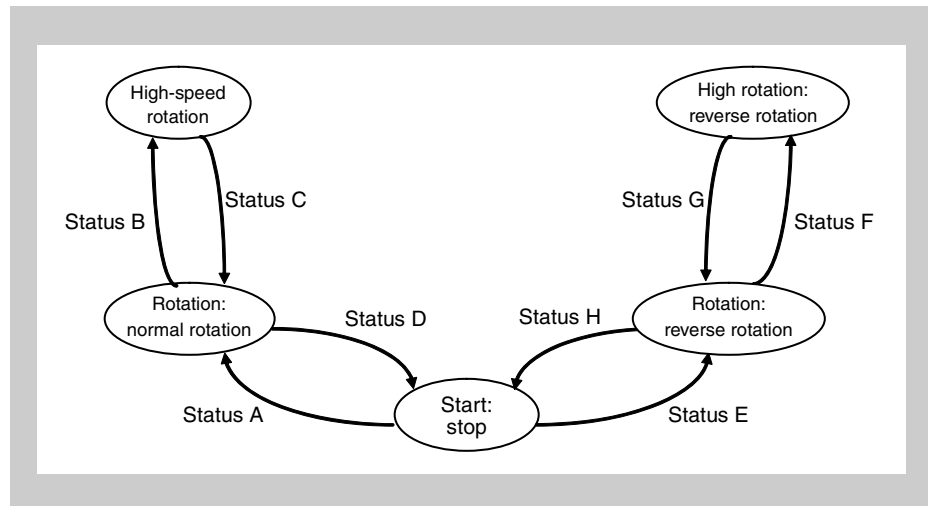 High-speed
rotation
High rotation:
reverse rotation
Status B
Status C
Status G
Status F
Rotation:
normal rotation
Status D
Status H
Rotation:
reverse rotation
Status A
Start:
stop
Status E